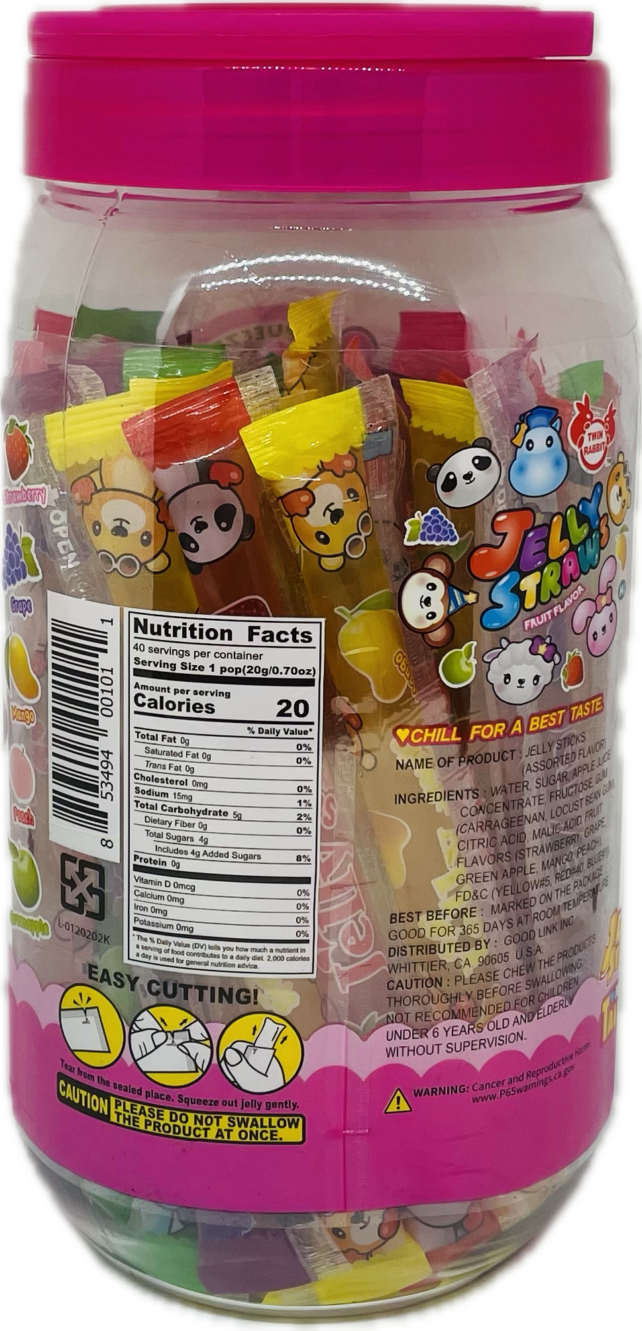 TWIN
RABBIT
Strawberry
OPEN
JELLY
STRAWS
FRUIT FLAVOR
Grape
Mango
Peach
8 53494 00101 1
L-0120202K
Nutrition Facts
40 servings per container
Serving Size 1 pop(20g/0.70oz)
Amount per serving
Calories 20
% Daily Value*
Total Fat 0g 0%
Saturated Fat 0g 0%
Trans Fat 0g
Cholesterol 0mg 0%
Sodium 15mg 1%
Total Carbohydrate 5g 2%
Dietary Fiber 0g 0%
Total Sugars 4g
Includes 4g Added Sugars 8%
Protein 0g
Vitamin D 0mcg 0%
Calcium 0mg 0%
Iron 0mg 0%
Potassium 0mg 0%
* The % Daily Value (DV) tells you how much a nutrient in
a serving of food contributes to a daily diet. 2,000 calories
a day is used for general nutrition advice.
EASY CUTTING!
Tear from the sealed place. Squeeze out jelly gently.
CAUTION PLEASE DO NOT SWALLOW
THE PRODUCT AT ONCE.
CHILL FOR A BEST TASTE.
NAME OF PRODUCT : JELLY STICKS
(ASSORTED FLAVOR)
INGREDIENTS : WATER, SUGAR, APPLE JUICE
CONCENTRATE, FRUCTOSE GUM
(CARRAGEENAN, LOCUST BEAN GUM)
CITRIC ACID, MALIC ACID, FRUIT
FLAVORS (STRAWBERRY, GRAPE,
GREEN APPLE, MANGO, PEACH)
FD&C (YELLOW#5, RED#40, BLUE#1)
BEST BEFORE : MARKED ON THE PACKAGE
GOOD FOR 365 DAYS AT ROOM TEMPERATURE
DISTRIBUTED BY : GOOD LINK INC
WHITTIER, CA 90605 U.S.A
CAUTION : PLEASE CHEW THE PRODUCTS
THOROUGHLY BEFORE SWALLOWING
NOT RECOMMENDED FOR CHILDREN
UNDER 6 YEARS OLD AND ELDERLY
WITHOUT SUPERVISION.
WARNING: Cancer and Reproductive Harm-
www.P65warnings.ca.gov